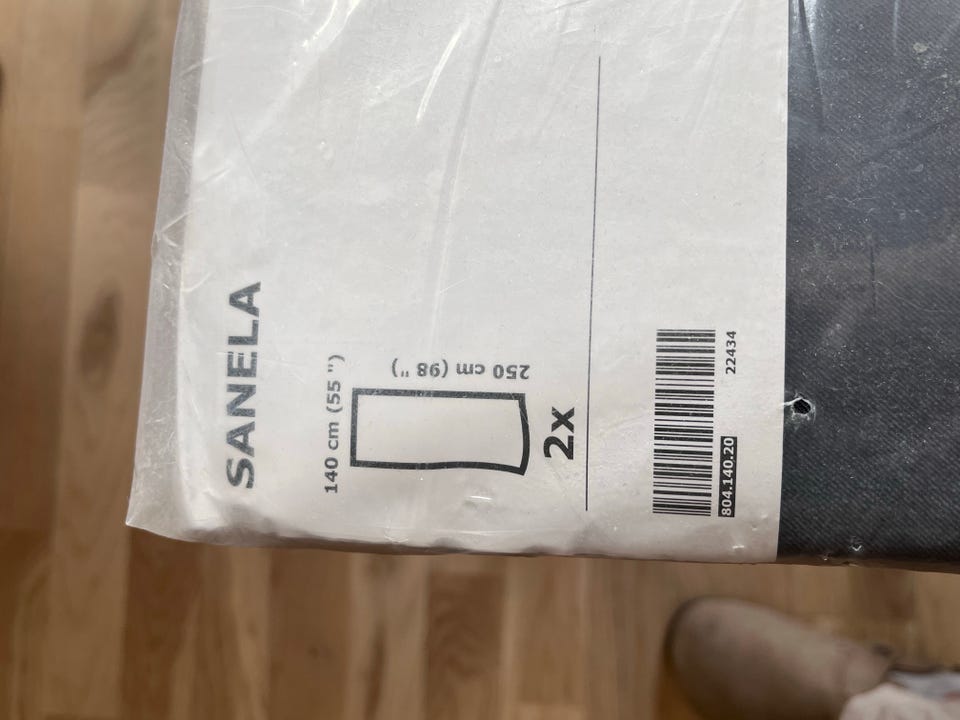 SANELA
140 cm (55 ")
250 cm (98 ")
2x
804.140.20
22434